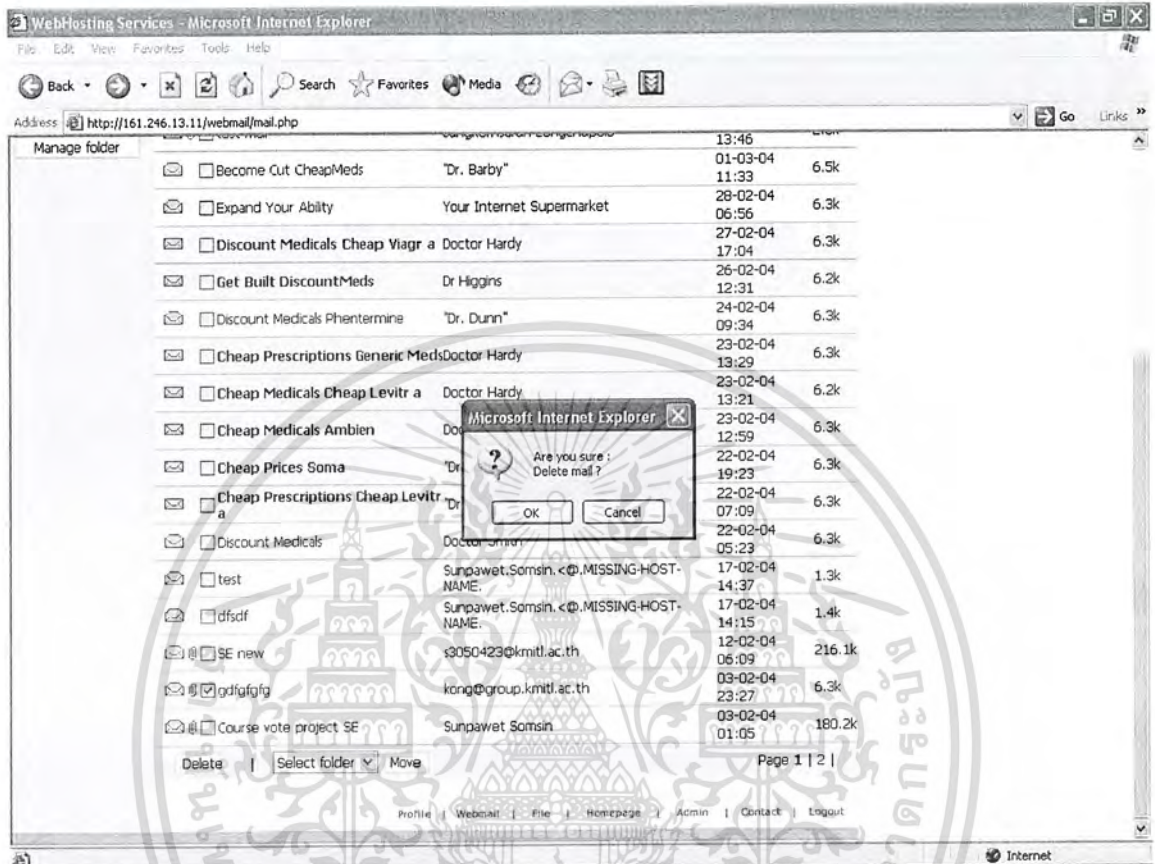 WebHosting Services - Microsoft Internet Explorer
File Edit View Favorites Tools Help
Back Search Favorites Media
Address http://161.246.13.11/webmail/mail.php Go Links »
Manage folder 13:46
Become Cut CheapMeds "Dr. Barby" 01-03-04 11:33 6.5k
Expand Your Ability Your Internet Supermarket 28-02-04 06:56 6.3k
Discount Medicals Cheap Viagr a Doctor Hardy 27-02-04 17:04 6.3k
Get Built DiscountMeds Dr Higgins 26-02-04 12:31 6.2k
Discount Medicals Phentermine "Dr. Dunn" 24-02-04 09:34 6.3k
Cheap Prescriptions Generic Meds Doctor Hardy 23-02-04 13:29 6.3k
Cheap Medicals Cheap Levitr a Doctor Hardy 23-02-04 13:21 6.2k
Cheap Medicals Ambien 23-02-04 12:59 6.3k
Cheap Prices Soma "Dr 22-02-04 19:23 6.3k
Cheap Prescriptions Cheap Levitr a "Dr 22-02-04 07:09 6.3k
Discount Medicals Doctor Smith 22-02-04 05:23 6.3k
test Sunpawet.Somsin.<@.MISSING-HOST-NAME. 17-02-04 14:37 1.3k
dfsdf Sunpawet.Somsin.<@.MISSING-HOST-NAME. 17-02-04 14:15 1.4k
SE new s3050423@kmitl.ac.th 12-02-04 06:09 216.1k
gdfgfgfg kong@group.kmitl.ac.th 03-02-04 23:27 6.3k
Course vote project SE Sunpawet Somsin 03-02-04 01:05 180.2k
Microsoft Internet Explorer
Are you sure :
Delete mail ?
OK Cancel
Delete | Select folder Move Page 1 | 2 |
Profile | Webmail | File | Homepage | Admin | Contact | Logout
Internet